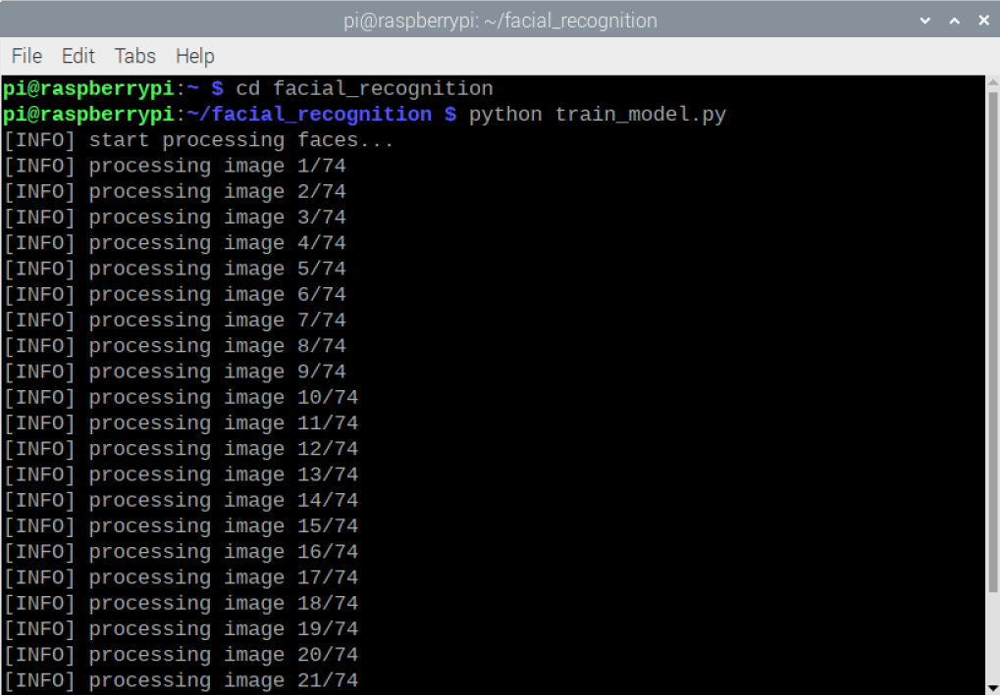 pi@raspberrypi: ~/facial_recognition
File Edit Tabs Help
pi@raspberrypi:~ $ cd facial_recognition
pi@raspberrypi:~/facial_recognition $ python train_model.py
[INFO] start processing faces...
[INFO] processing image 1/74
[INFO] processing image 2/74
[INFO] processing image 3/74
[INFO] processing image 4/74
[INFO] processing image 5/74
[INFO] processing image 6/74
[INFO] processing image 7/74
[INFO] processing image 8/74
[INFO] processing image 9/74
[INFO] processing image 10/74
[INFO] processing image 11/74
[INFO] processing image 12/74
[INFO] processing image 13/74
[INFO] processing image 14/74
[INFO] processing image 15/74
[INFO] processing image 16/74
[INFO] processing image 17/74
[INFO] processing image 18/74
[INFO] processing image 19/74
[INFO] processing image 20/74
[INFO] processing image 21/74